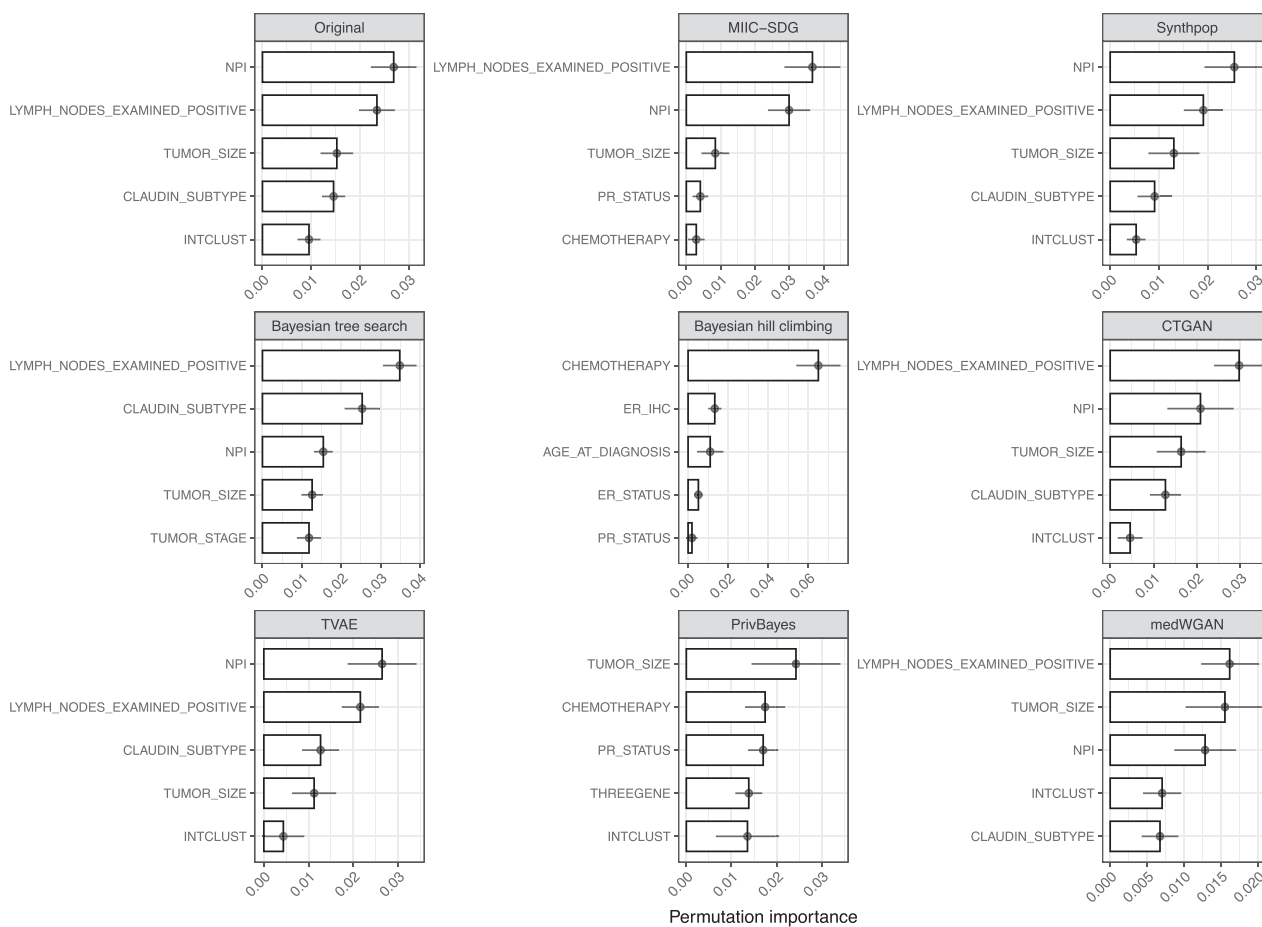 Original
NPI
LYMPH_NODES_EXAMINED_POSITIVE
TUMOR_SIZE
CLAUDIN_SUBTYPE
INTCLUST
0.00 0.01 0.02 0.03
MIIC−SDG
LYMPH_NODES_EXAMINED_POSITIVE
NPI
TUMOR_SIZE
PR_STATUS
CHEMOTHERAPY
0.00 0.01 0.02 0.03 0.04
Synthpop
NPI
LYMPH_NODES_EXAMINED_POSITIVE
TUMOR_SIZE
CLAUDIN_SUBTYPE
INTCLUST
0.00 0.01 0.02 0.03
Bayesian tree search
LYMPH_NODES_EXAMINED_POSITIVE
CLAUDIN_SUBTYPE
NPI
TUMOR_SIZE
TUMOR_STAGE
0.00 0.01 0.02 0.03 0.04
Bayesian hill climbing
CHEMOTHERAPY
ER_IHC
AGE_AT_DIAGNOSIS
ER_STATUS
PR_STATUS
0.00 0.02 0.04 0.06
CTGAN
LYMPH_NODES_EXAMINED_POSITIVE
NPI
TUMOR_SIZE
CLAUDIN_SUBTYPE
INTCLUST
0.00 0.01 0.02 0.03
TVAE
NPI
LYMPH_NODES_EXAMINED_POSITIVE
CLAUDIN_SUBTYPE
TUMOR_SIZE
INTCLUST
0.00 0.01 0.02 0.03
PrivBayes
TUMOR_SIZE
CHEMOTHERAPY
PR_STATUS
THREEGENE
INTCLUST
0.00 0.01 0.02 0.03
medWGAN
LYMPH_NODES_EXAMINED_POSITIVE
TUMOR_SIZE
NPI
INTCLUST
CLAUDIN_SUBTYPE
0.000 0.005 0.010 0.015 0.020
Permutation importance